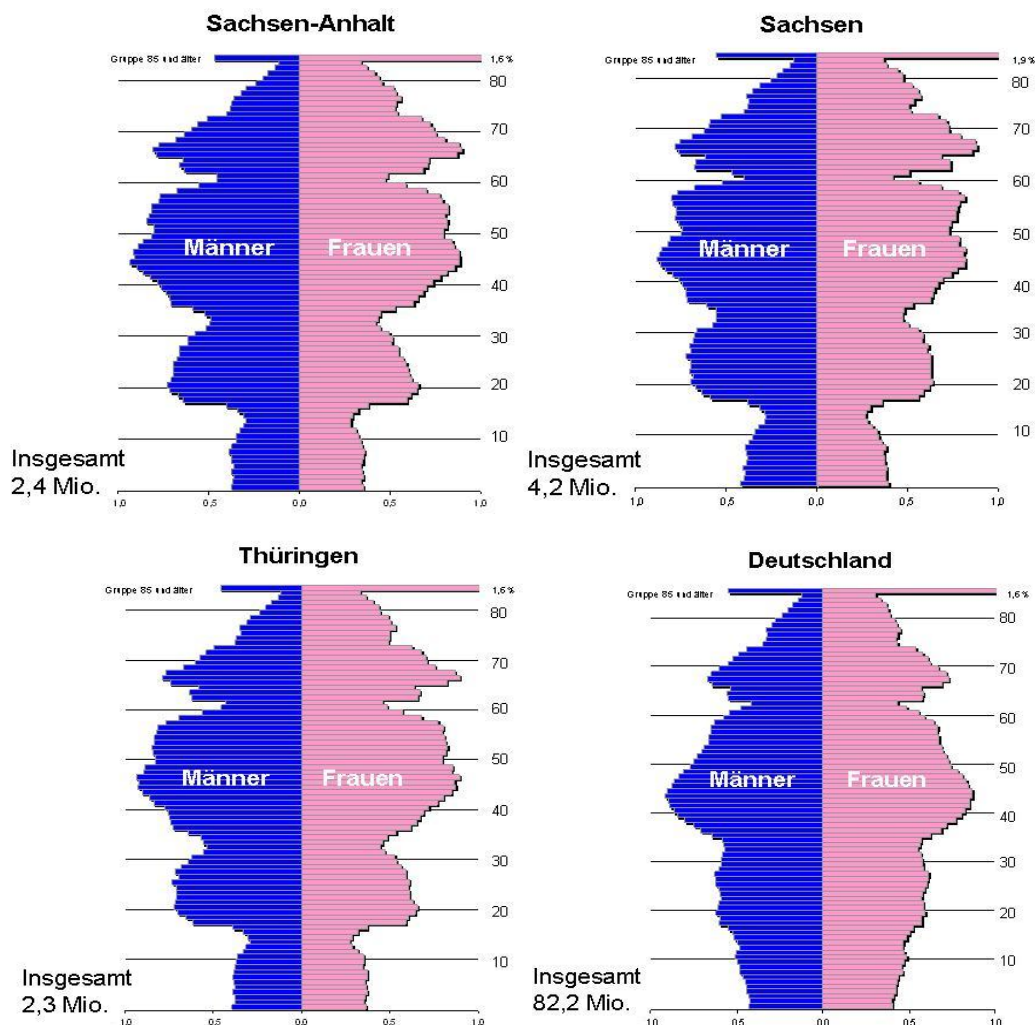 Sachsen-Anhalt
Gruppe 85 und älter
1,6 %
80
70
60
50
40
30
20
10
Männer
Frauen
Insgesamt
2,4 Mio.
1,0
0,5
0,0
0,5
1,0
Sachsen
Gruppe 85 und älter
1,9 %
80
70
60
50
40
30
20
10
Männer
Frauen
Insgesamt
4,2 Mio.
1,0
0,5
0,0
0,5
1,0
Thüringen
Gruppe 85 und älter
1,6 %
80
70
60
50
40
30
20
10
Männer
Frauen
Insgesamt
2,3 Mio.
1,0
0,5
0,0
0,5
1,0
Deutschland
Gruppe 85 und älter
1,6 %
80
70
60
50
40
30
20
10
Männer
Frauen
Insgesamt
82,2 Mio.
1,0
0,5
0,0
0,5
1,0